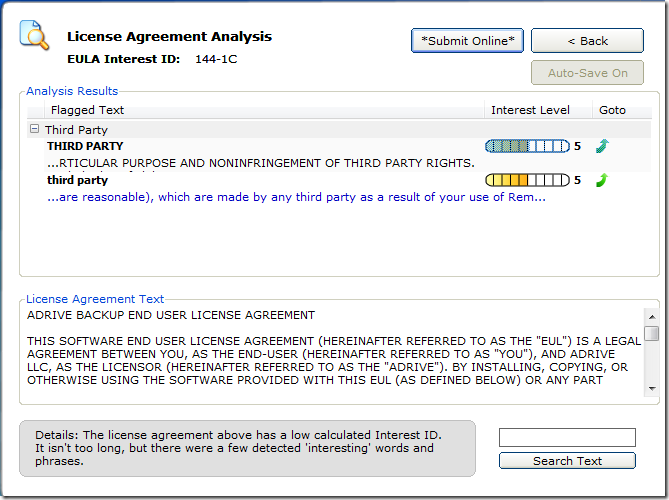 License Agreement Analysis
EULA Interest ID: 144-1C
*Submit Online*
< Back
Auto-Save On
Analysis Results
Flagged Text Interest Level Goto
Third Party
THIRD PARTY 5
...RTICULAR PURPOSE AND NONINFRINGEMENT OF THIRD PARTY RIGHTS.
third party 5
...are reasonable), which are made by any third party as a result of your use of Rem...
License Agreement Text
ADRIVE BACKUP END USER LICENSE AGREEMENT
THIS SOFTWARE END USER LICENSE AGREEMENT (HEREINAFTER REFERRED TO AS THE "EUL") IS A LEGAL
AGREEMENT BETWEEN YOU, AS THE END-USER (HEREINAFTER REFERRED TO AS "YOU"), AND ADRIVE
LLC, AS THE LICENSOR (HEREINAFTER REFERRED TO AS THE "ADRIVE"). BY INSTALLING, COPYING, OR
OTHERWISE USING THE SOFTWARE PROVIDED WITH THIS EUL (AS DEFINED BELOW) OR ANY PART
Details: The license agreement above has a low calculated Interest ID.
It isn't too long, but there were a few detected 'interesting' words and
phrases.
Search Text